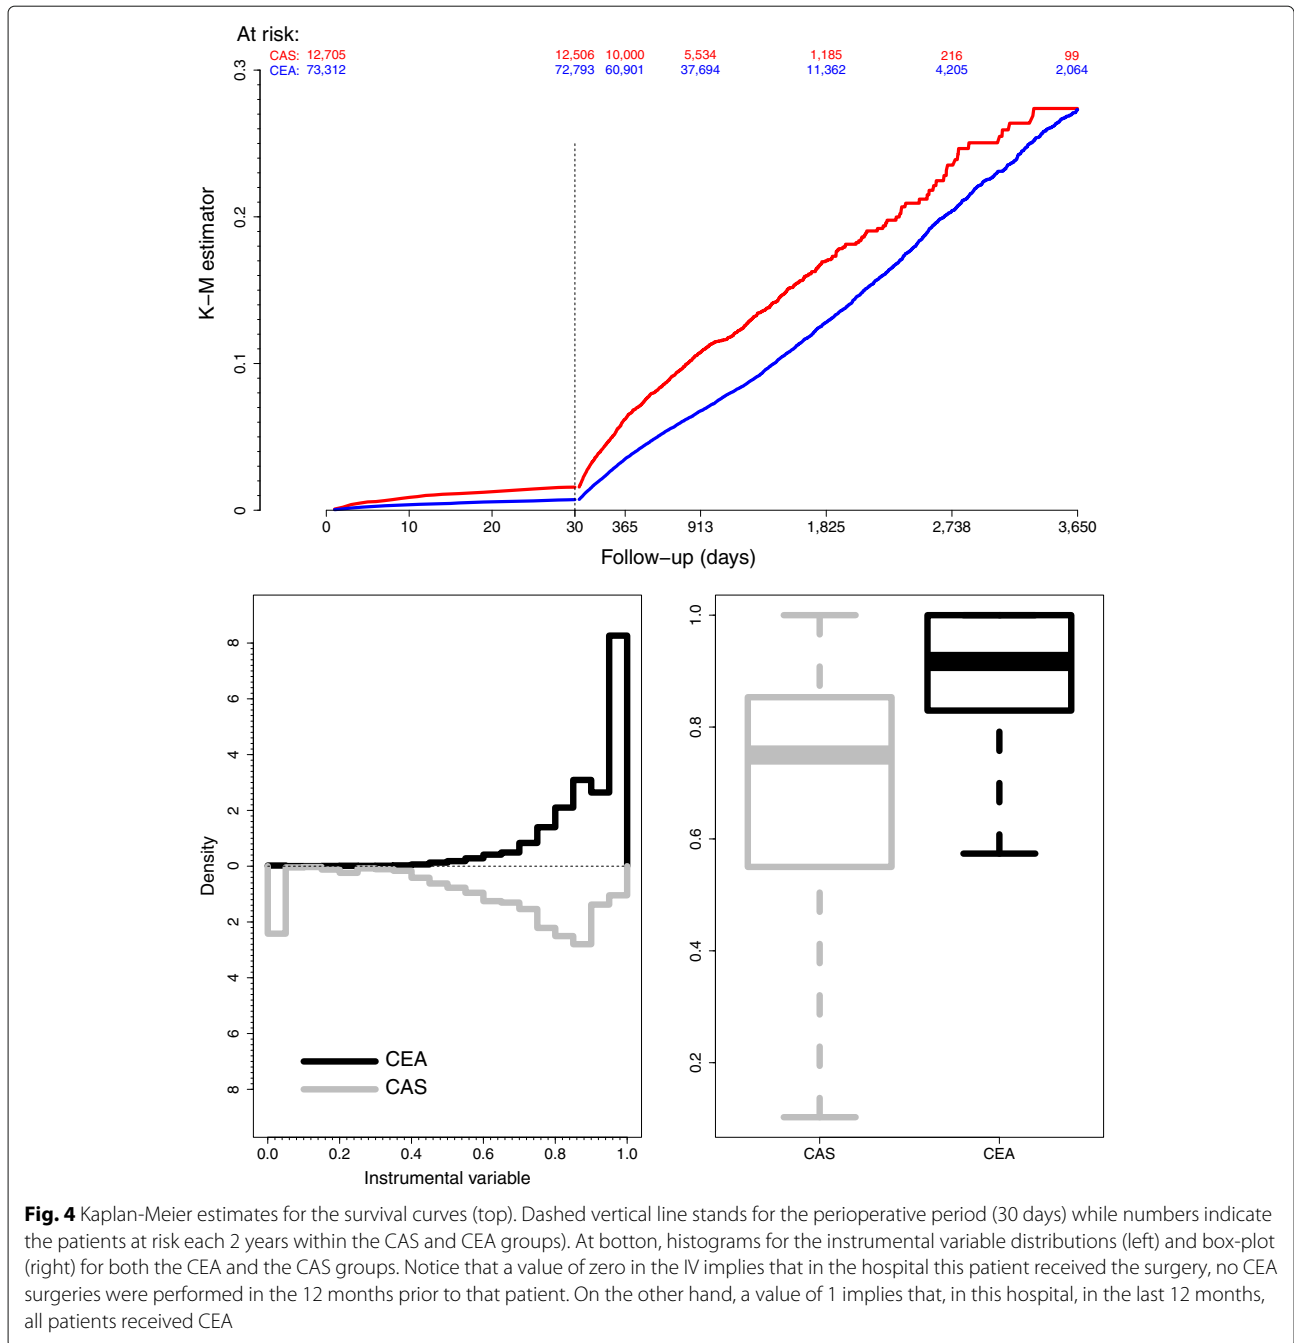 At risk:
CAS: 12,705 12,506 10,000 5,534 1,185 216 99
CEA: 73,312 72,793 60,901 37,694 11,362 4,205 2,064
0.3
0.2
0.1
0
K−M estimator
0 10 20 30 365 913 1,825 2,738 3,650
Follow−up (days)
8
6
4
2
0
2
4
6
8
Density
CEA
CAS
0.0 0.2 0.4 0.6 0.8 1.0
Instrumental variable
1.0
0.8
0.6
0.4
0.2
CAS CEA
Fig. 4 Kaplan-Meier estimates for the survival curves (top). Dashed vertical line stands for the perioperative period (30 days) while numbers indicate
the patients at risk each 2 years within the CAS and CEA groups). At botton, histograms for the instrumental variable distributions (left) and box-plot
(right) for both the CEA and the CAS groups. Notice that a value of zero in the IV implies that in the hospital this patient received the surgery, no CEA
surgeries were performed in the 12 months prior to that patient. On the other hand, a value of 1 implies that, in this hospital, in the last 12 months,
all patients received CEA